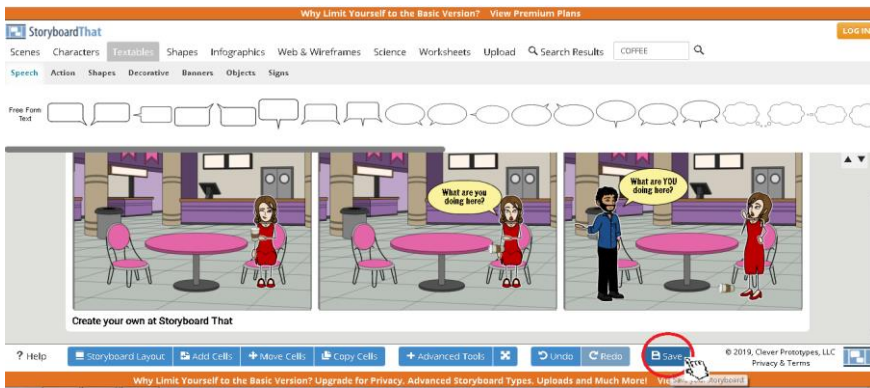 Why Limit Yourself to the Basic Version? View Premium Plans
StoryboardThat
LOG IN
Scenes Characters Textables Shapes Infographics Web & Wireframes Science Worksheets Upload Search Results COFFEE
Speech Action Shapes Decorative Banners Objects Signs
Free Form
Text
What are you
doing here?
What are YOU
doing here?
Create your own at Storyboard That
? Help Storyboard Layout Add Cells Move Cells Copy Cells + Advanced Tools Undo Redo Save
© 2019, Clever Prototypes, LLC
Privacy & Terms
Why Limit Yourself to the Basic Version? Upgrade for Privacy, Advanced Storyboard Types, Uploads and Much More!